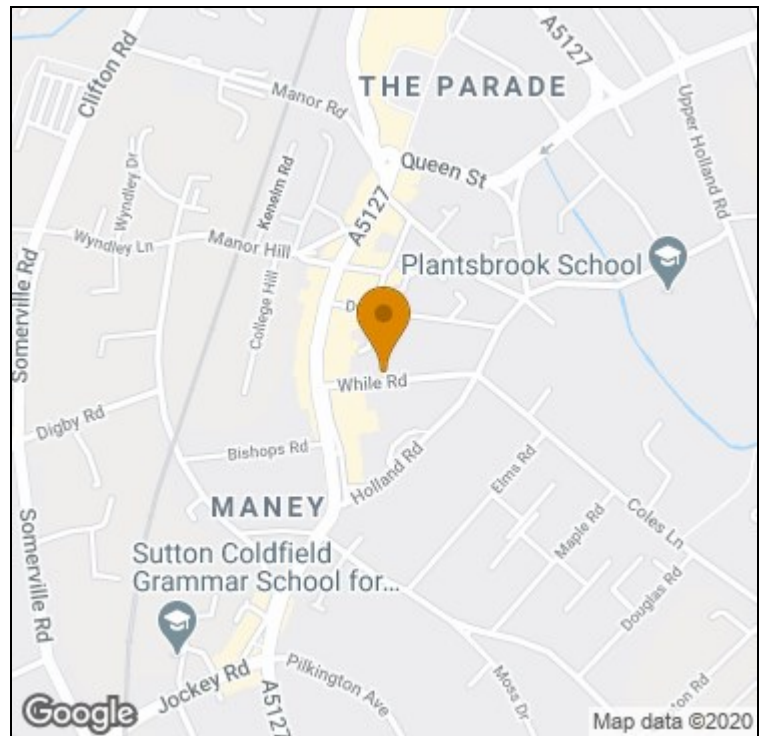 Clifton Rd
A5127
THE PARADE
Manor Rd
Upper Holland Rd
Wyndley Dr
Kenelm Rd
Queen St
A5127
Wyndley Ln
Manor Hill
Plantsbrook School
Somerville Rd
College Hill
While Rd
Digby Rd
Bishops Rd
Holland Rd
Elms Rd
MANEY
Maple Rd
Coles Ln
Somerville Rd
Sutton Coldfield
Grammar School for...
Douglas Rd
Jockey Rd
A5127
Pilkington Ave
Moss Dr
Google
Map data ©2020